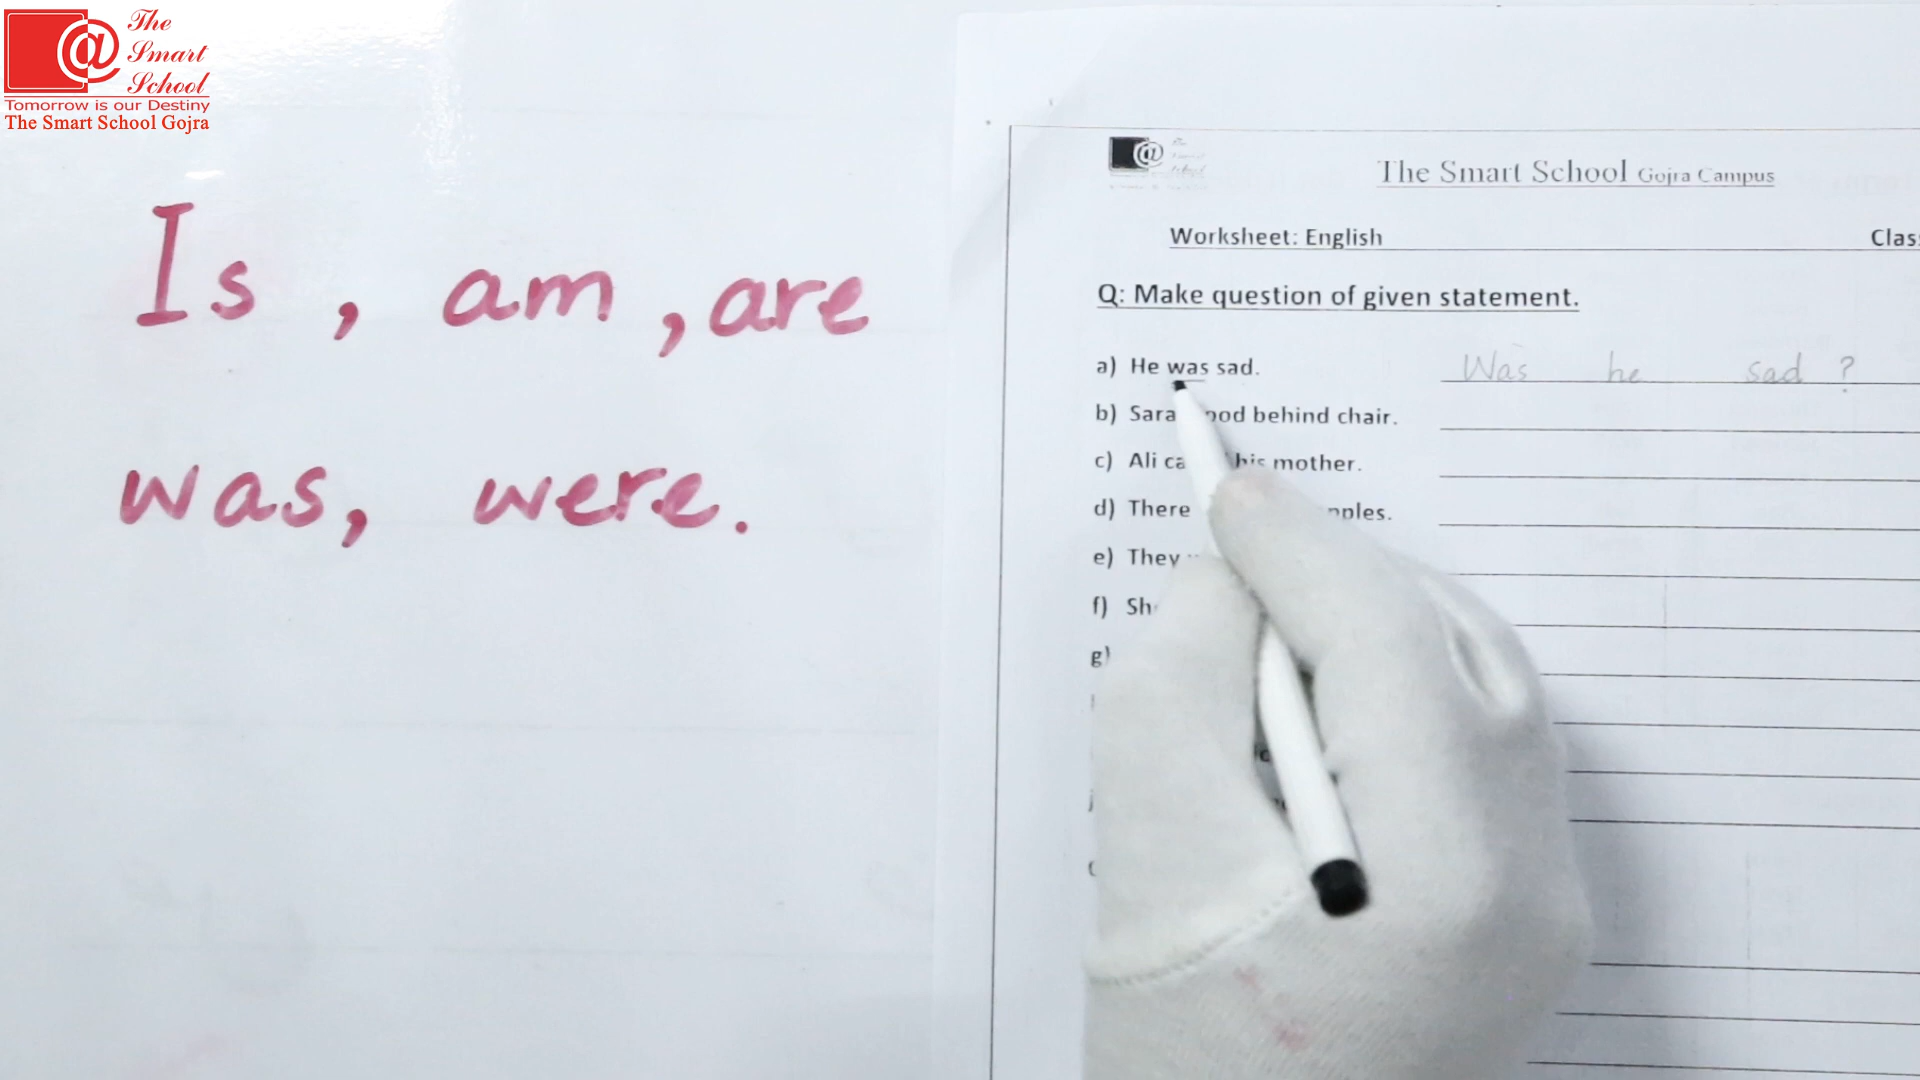 The
Smart
School
Tomorrow is our Destiny
The Smart School Gojra
Is , am , are
was, were.
The Smart School Gojra Campus
Worksheet: English
Q: Make question of given statement.
a) He was sad. Was he sad ?
b) behind chair.
c) Ali his mother.
d) There
e) They
f)
g)